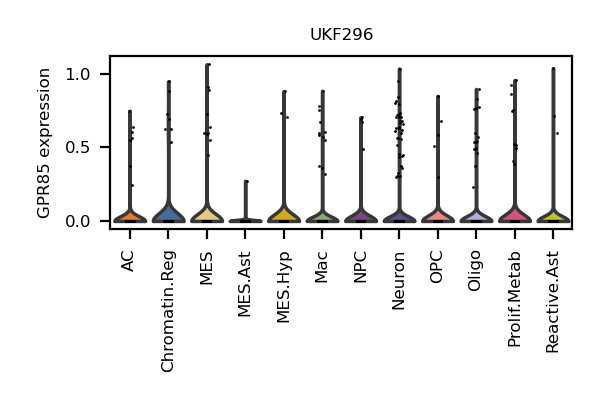 UKF296
GPR85 expression
1.0
0.5
0.0
AC
Chromatin.Reg
MES
MES.Ast
MES.Hyp
Mac
NPC
Neuron
OPC
Oligo
Prolif.Metab
Reactive.Ast